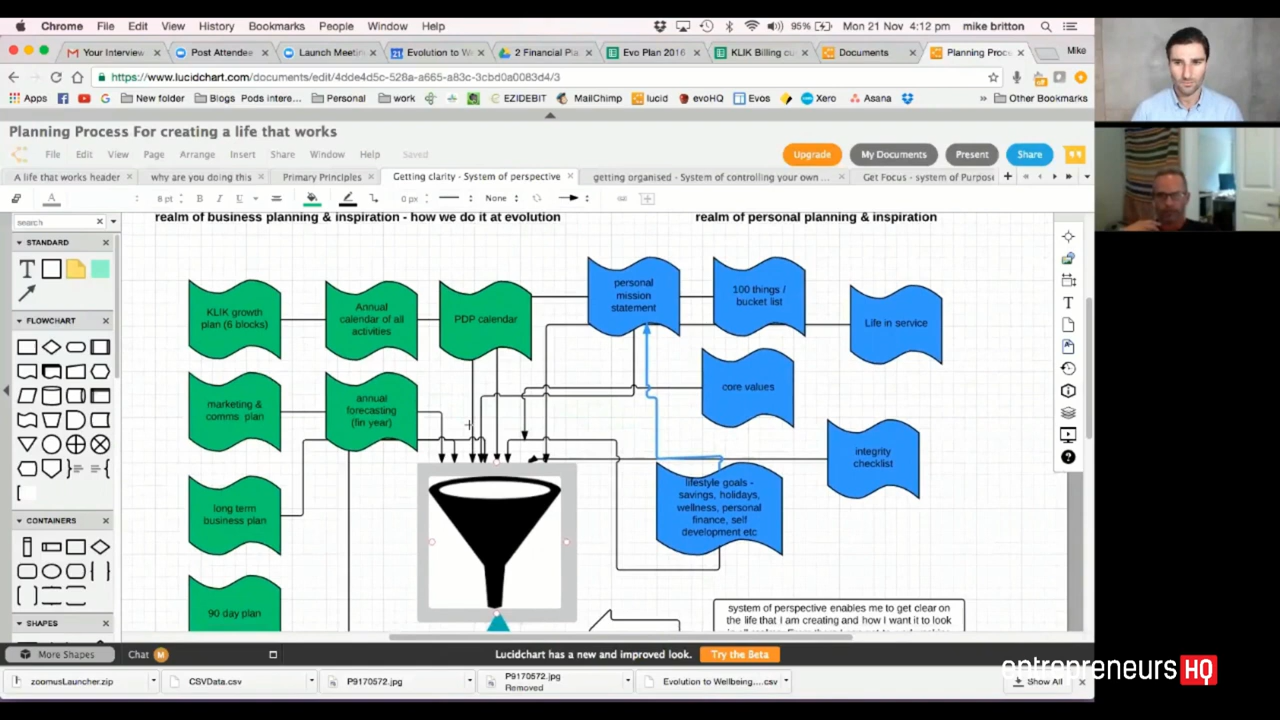 Chrome File Edit View History Bookmarks People Window Help 95% Mon 21 Nov 4:12 pm mike britton
Your Interview Post Attendee Launch Meetin Evolution to W 2 Financial Pla Evo Plan 2016 KLIK Billing cu Documents Planning Proc Mike
https://www.lucidchart.com/documents/edit/4dde4d5c-528a-a665-a83c-3cbd0a0083d4/3
Apps New folder Blogs Pods intere... Personal work EZIDEBIT MailChimp lucid evoHQ Evos Xero Asana » Other Bookmarks
Planning Process For creating a life that works
File Edit View Page Arrange Insert Share Window Help Saved
Upgrade My Documents Present Share
A life that works header why are you doing this Primary Principles Getting clarity - System of perspective getting organised - System of controlling your own ... Get Focus - system of Purpose
8 pt B I U 0 px None
search
realm of business planning & inspiration - how we do it at evolution
realm of personal planning & inspiration
STANDARD
T
FLOWCHART
CONTAINERS
SHAPES
KLIK growth
plan (6 blocks)
Annual
calendar of all
activities
PDP calendar
personal
mission
statement
100 things /
bucket list
Life in service
marketing &
comms plan
annual
forecasting
(fin year)
core values
integrity
checklist
long term
business plan
lifestyle goals -
savings, holidays,
wellness, personal
finance, self
development etc
90 day plan
system of perspective enables me to get clear on
the life that I am creating and how I want it to look
More Shapes Chat M Lucidchart has a new and improved look. Try the Beta
zoomusLauncher.zip CSVData.csv P9170572.jpg P9170572.jpg Evolution to Wellbeing....csv Show All
Removed
entrepreneurs HQ